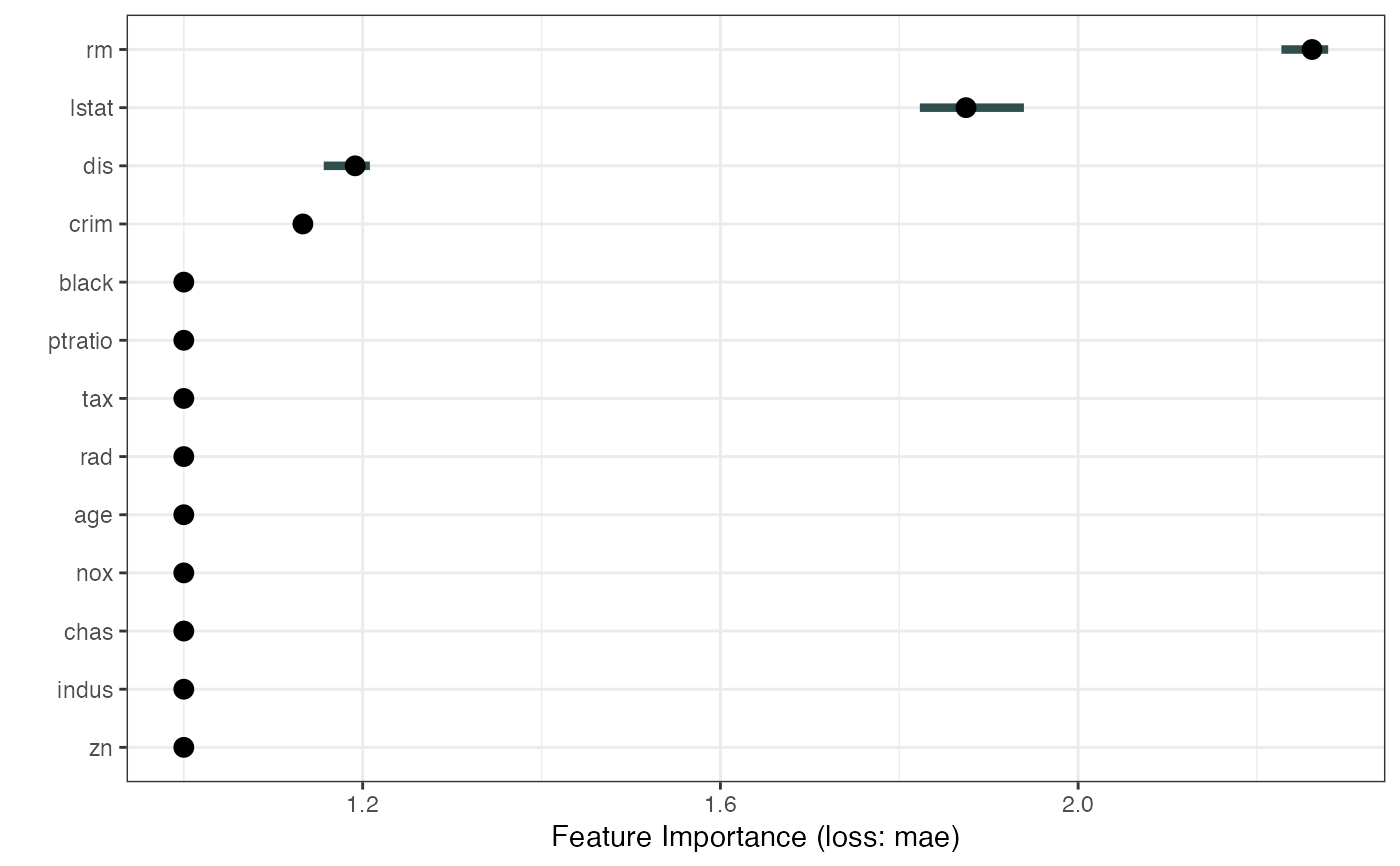 rm
lstat
dis
crim
black
ptratio
tax
rad
age
nox
chas
indus
zn
1.2 1.6 2.0
Feature Importance (loss: mae)